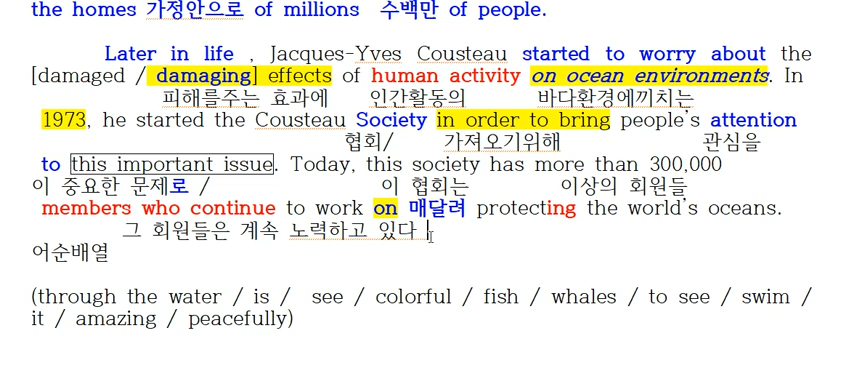 the homes 가정안으로 of millions 수백만 of people.
Later in life , Jacques-Yves Cousteau started to worry about the
[damaged / damaging] effects of human activity on ocean environments. In
피해를주는 효과에 인간활동의 바다환경에끼치는
1973, he started the Cousteau Society in order to bring people's attention
협회/ 가져오기위해 관심을
to this important issue. Today, this society has more than 300,000
이 중요한 문제로 / 이 협회는 이상의 회원들
members who continue to work on 매달려 protecting the world's oceans.
그 회원들은 계속 노력하고 있다
어순배열
(through the water / is / see / colorful / fish / whales / to see / swim /
it / amazing / peacefully)